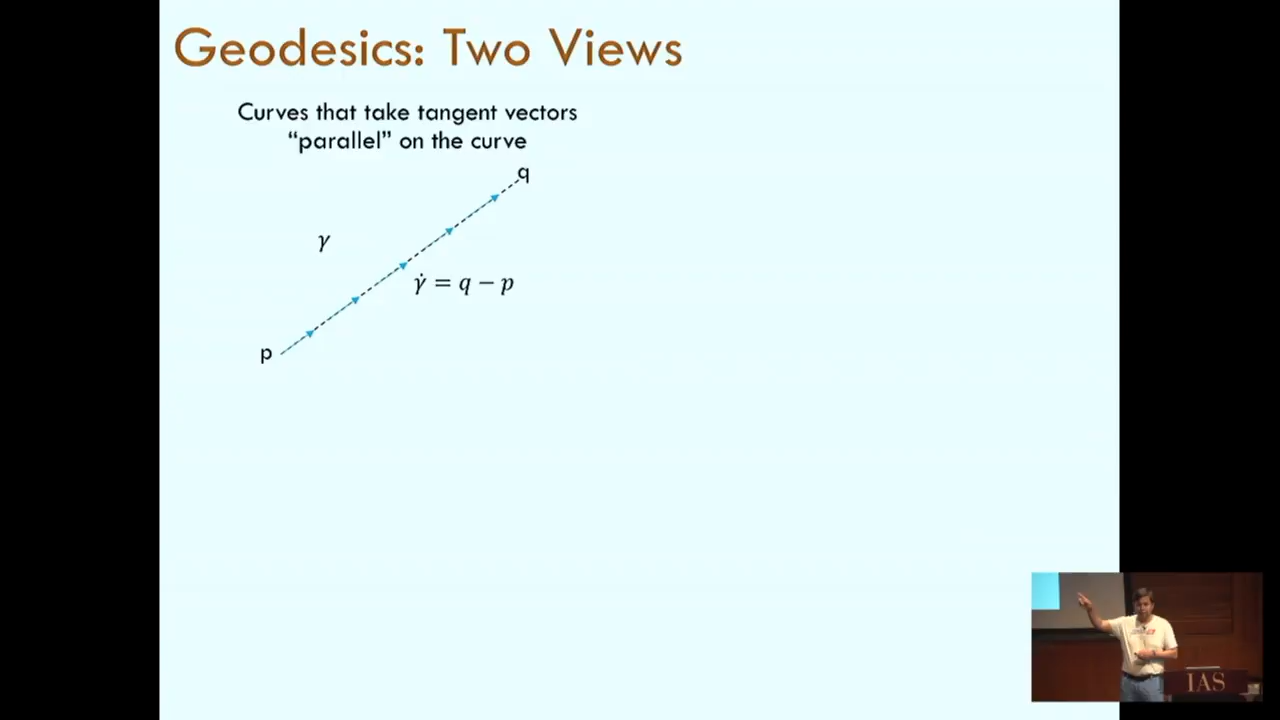 Geodesics: Two Views
Curves that take tangent vectors
“parallel” on the curve
q
γ
γ̇ = q − p
p
IAS